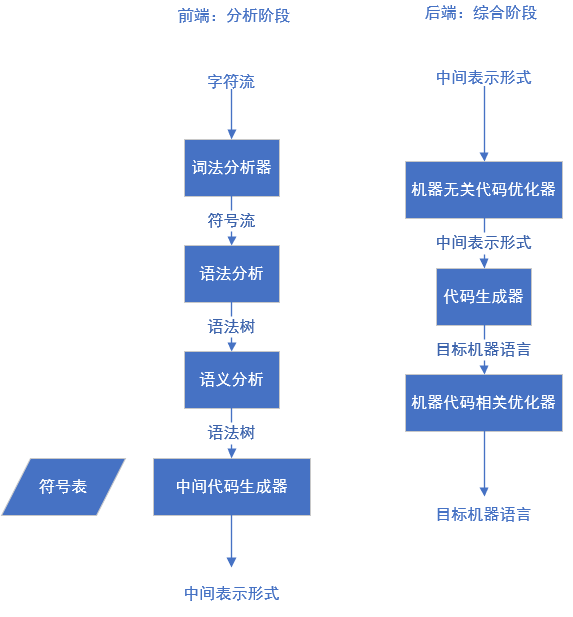 前端：分析阶段
字符流
词法分析器
符号流
语法分析
语法树
语义分析
语法树
符号表
中间代码生成器
中间表示形式
后端：综合阶段
中间表示形式
机器无关代码优化器
中间表示形式
代码生成器
目标机器语言
机器代码相关优化器
目标机器语言